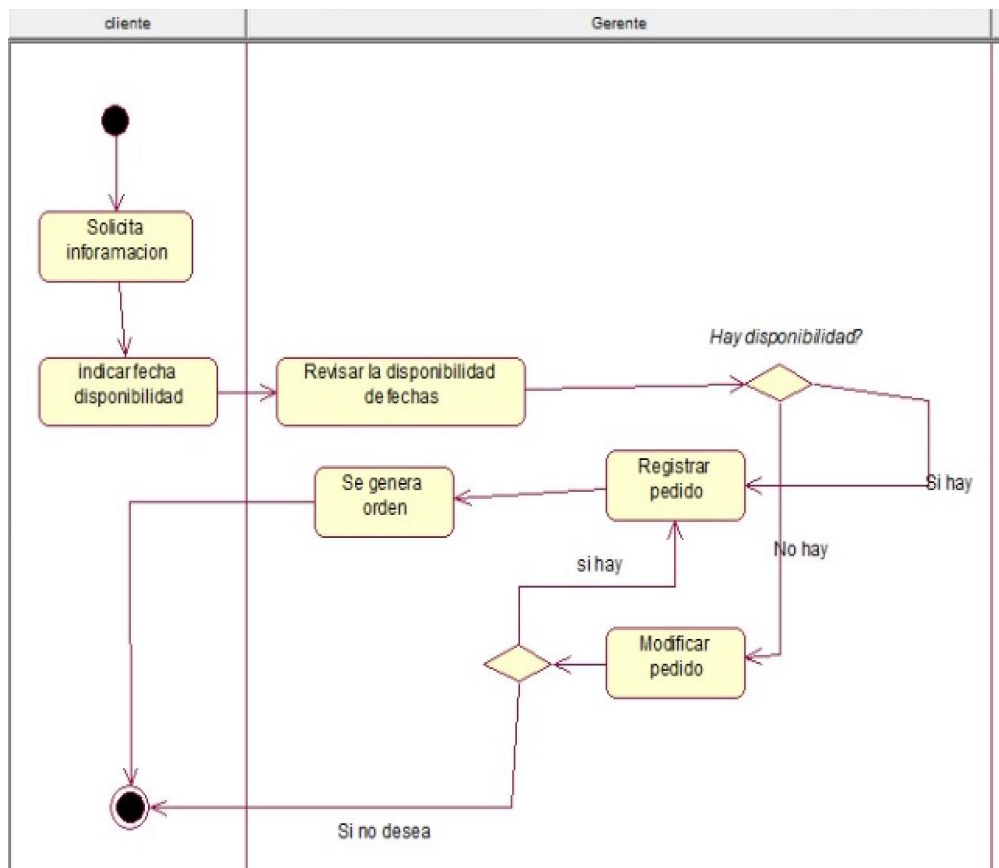 cliente
Gerente
Solicita
inforamacion
indicar fecha
disponibilidad
Revisar la disponibilidad
de fechas
Hay disponibilidad?
Si hay
Registrar
pedido
Se genera
orden
No hay
si hay
Modificar
pedido
Si no desea